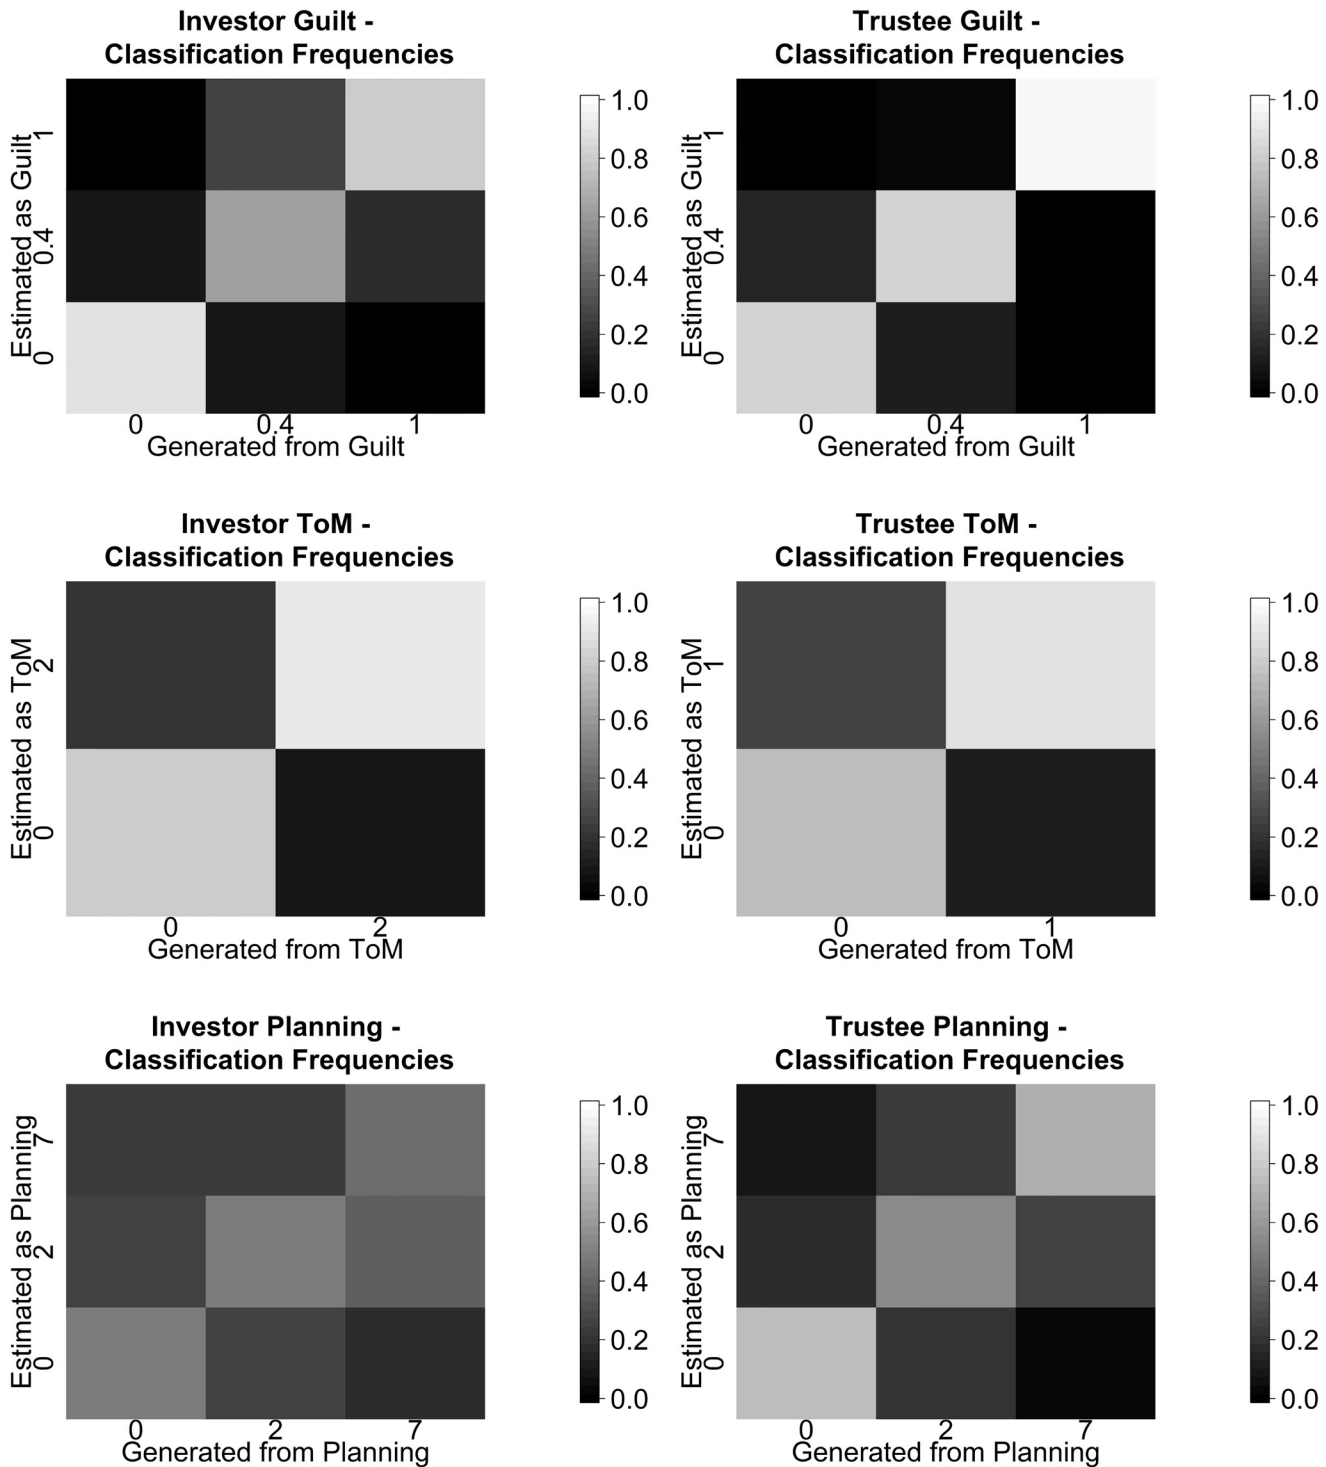 Investor Guilt -
Classification Frequencies
Estimated as Guilt
1
0.4
0
0 0.4 1
Generated from Guilt
1.0
0.8
0.6
0.4
0.2
0.0
Trustee Guilt -
Classification Frequencies
Estimated as Guilt
1
0.4
0
0 0.4 1
Generated from Guilt
1.0
0.8
0.6
0.4
0.2
0.0
Investor ToM -
Classification Frequencies
Estimated as ToM
2
0
0 2
Generated from ToM
1.0
0.8
0.6
0.4
0.2
0.0
Trustee ToM -
Classification Frequencies
Estimated as ToM
1
0
0 1
Generated from ToM
1.0
0.8
0.6
0.4
0.2
0.0
Investor Planning -
Classification Frequencies
Estimated as Planning
7
2
0
0 2 7
Generated from Planning
1.0
0.8
0.6
0.4
0.2
0.0
Trustee Planning -
Classification Frequencies
Estimated as Planning
7
2
0
0 2 7
Generated from Planning
1.0
0.8
0.6
0.4
0.2
0.0